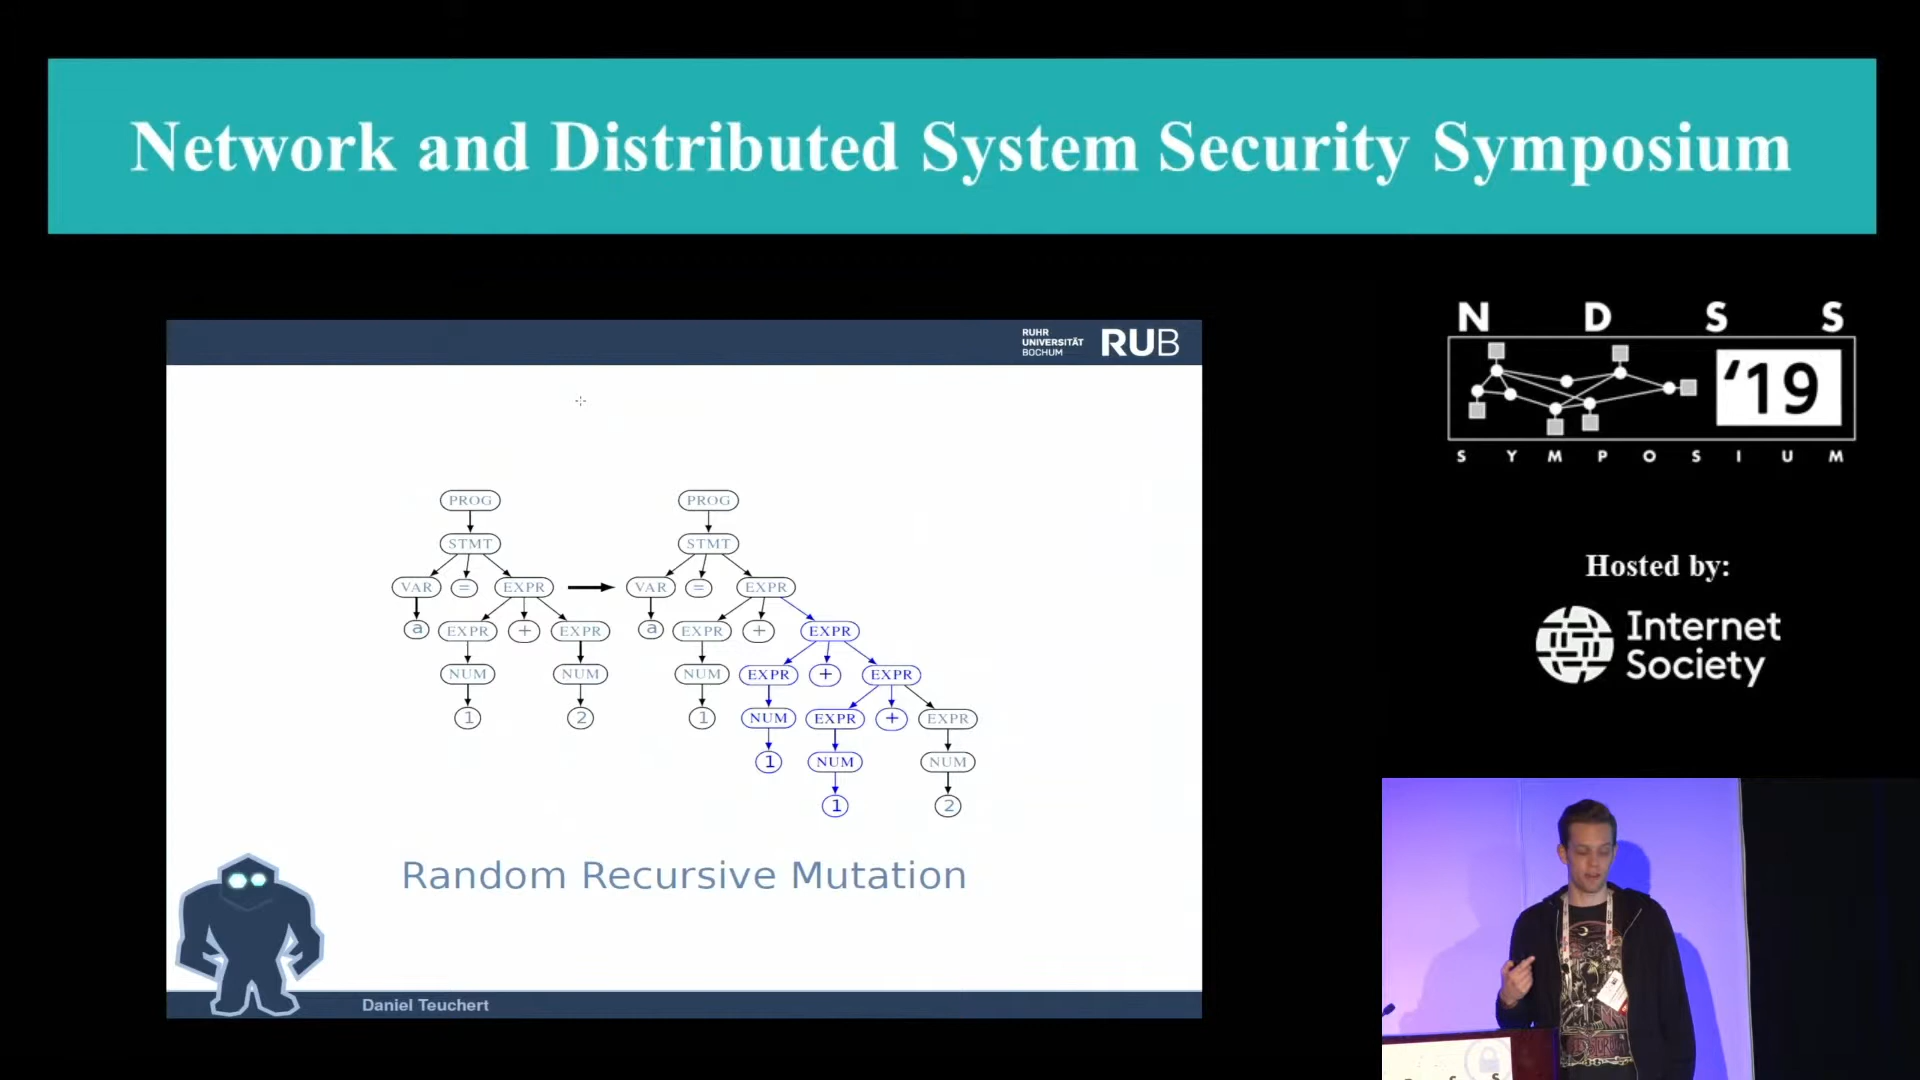 Network and Distributed System Security Symposium
RUHR
UNIVERSITÄT
BOCHUM
RUB
N D S S
'19
S Y M P O S I U M
Hosted by:
Internet
Society
PROG PROG
STMT STMT
VAR = EXPR VAR = EXPR
a EXPR + EXPR a EXPR + EXPR
NUM NUM NUM EXPR + EXPR
1 2 1 NUM EXPR + EXPR
1 NUM NUM
1 2
Random Recursive Mutation
Daniel Teuchert